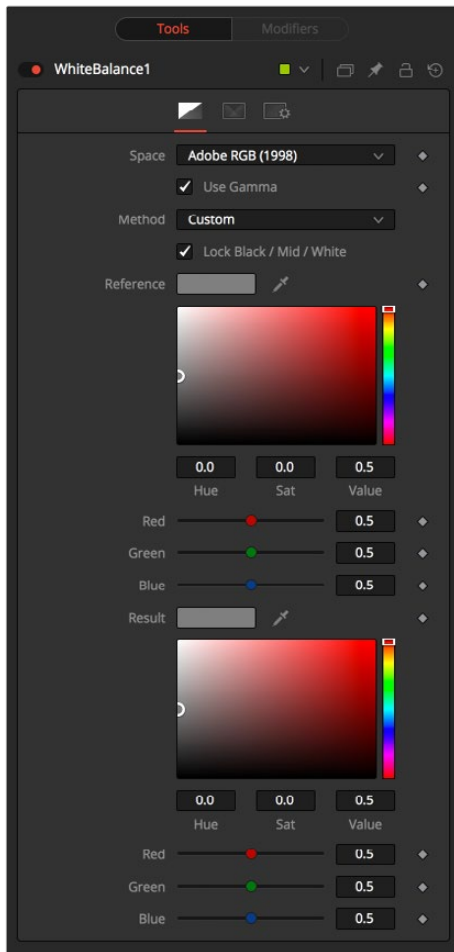 Tools Modifiers
WhiteBalance1
Space Adobe RGB (1998)
Use Gamma
Method Custom
Lock Black / Mid / White
Reference
0.0 0.0 0.5
Hue Sat Value
Red 0.5
Green 0.5
Blue 0.5
Result
0.0 0.0 0.5
Hue Sat Value
Red 0.5
Green 0.5
Blue 0.5